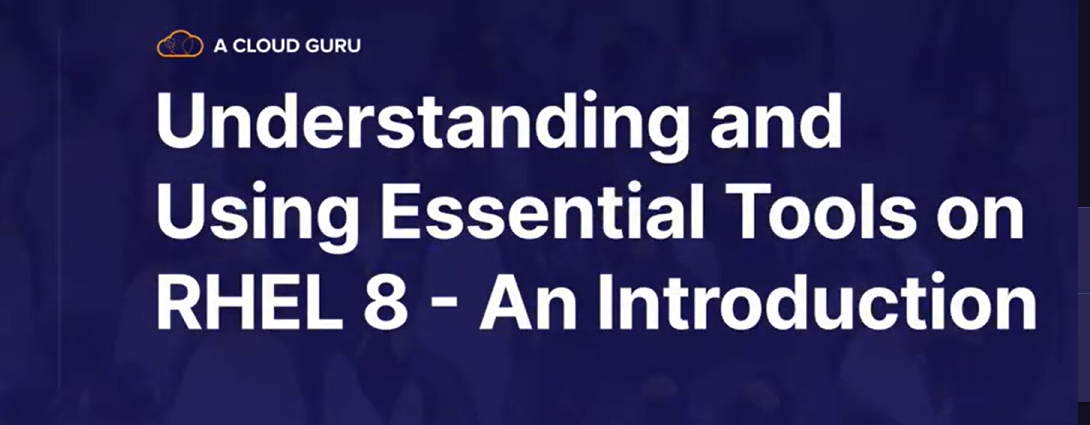 A CLOUD GURU
Understanding and
Using Essential Tools on
RHEL 8 - An Introduction